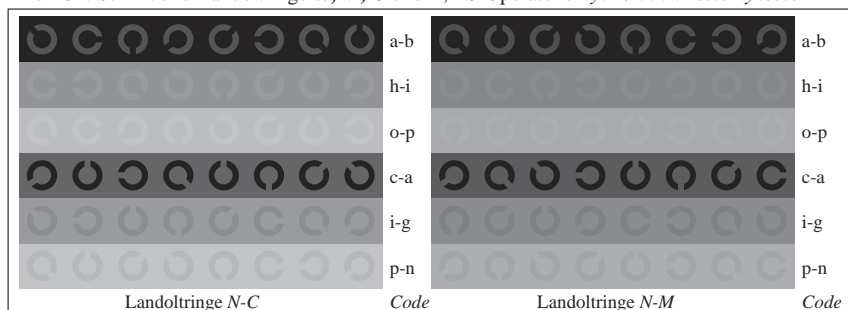 a-b a-b
h-i h-i
o-p o-p
c-a c-a
i-g i-g
p-n p-n
Landoltringe N-C Code Landoltringe N-M Code